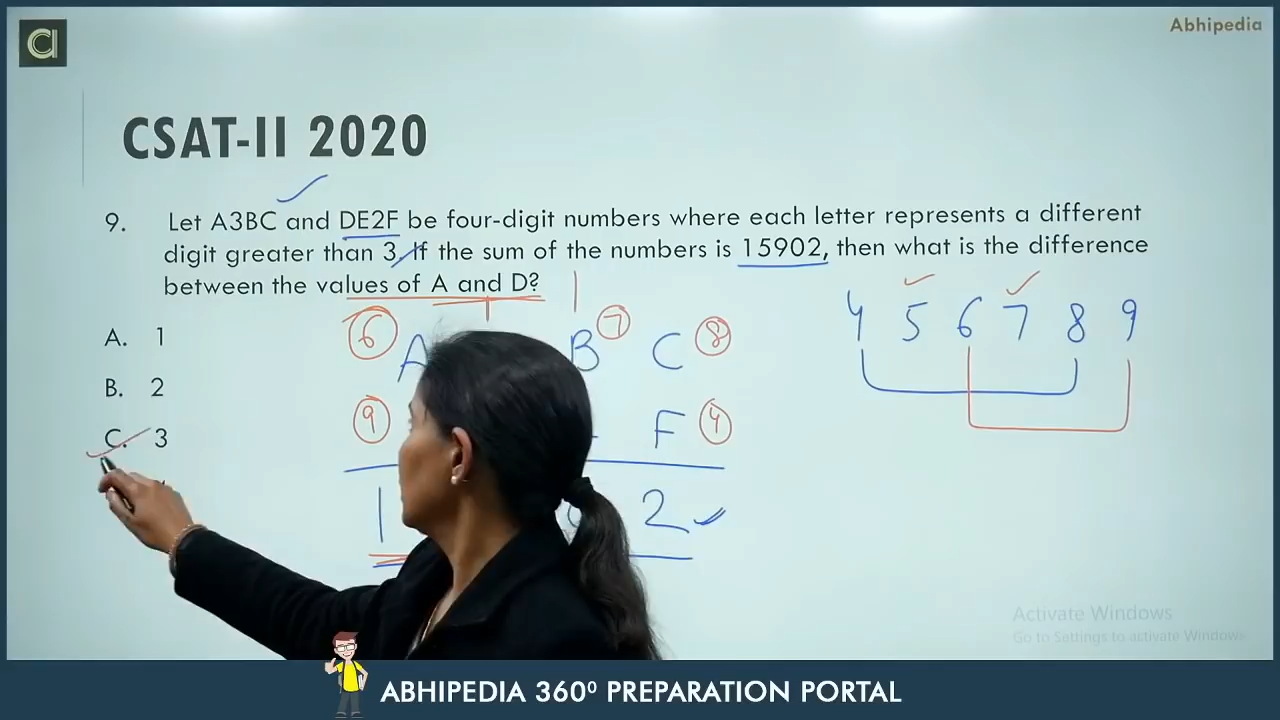 Abhipedia
CSAT-II 2020
9. Let A3BC and DE2F be four-digit numbers where each letter represents a different
digit greater than 3. If the sum of the numbers is 15902, then what is the difference
between the values of A and D?
A. 1
B. 2
C. 3
4 5 6 7 8 9
6 A 1 B 7 C 8
9 F 4
1 2
Activate Windows
Go to Settings to activate Windows.
ABHIPEDIA 360⁰ PREPARATION PORTAL